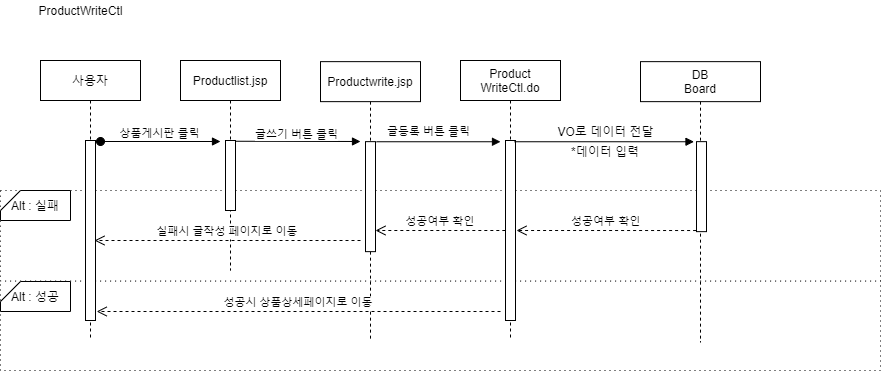 ProductWriteCtl
사용자
Productlist.jsp
Productwrite.jsp
Product
WriteCtl.do
DB
Board
상품게시판 클릭
글쓰기 버튼 클릭
글등록 버튼 클릭
VO로 데이터 전달
*데이터 입력
Alt : 실패
성공여부 확인
성공여부 확인
실패시 글작성 페이지로 이동
Alt : 성공
성공시 상품상세페이지로 이동